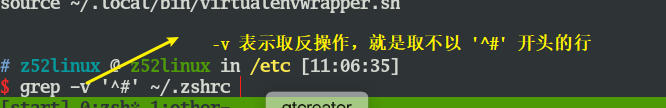 source ~/.local/bin/virtualenvwrapper.sh
-v 表示取反操作，就是取不以 '^#' 开头的行
# z52linux @ z52linux in /etc [11:06:35]
$ grep -v '^#' ~/.zshrc
[start] 0:zsh* 1:other-
qtcreator